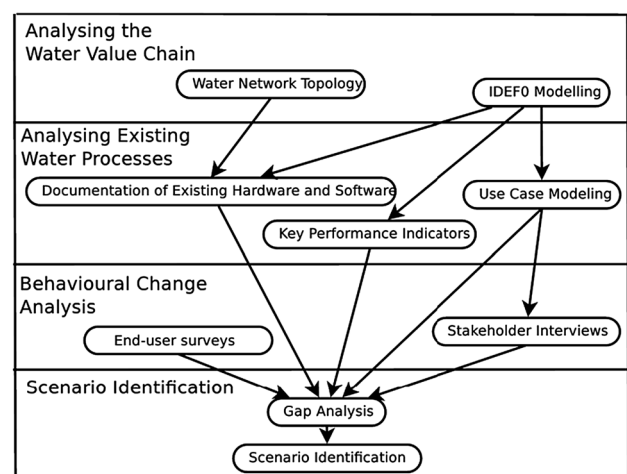 Analysing the
Water Value Chain
Water Network Topology
IDEF0 Modelling
Analysing Existing
Water Processes
Documentation of Existing Hardware and Software
Use Case Modeling
Key Performance Indicators
Behavioural Change
Analysis
End-user surveys
Stakeholder Interviews
Scenario Identification
Gap Analysis
Scenario Identification